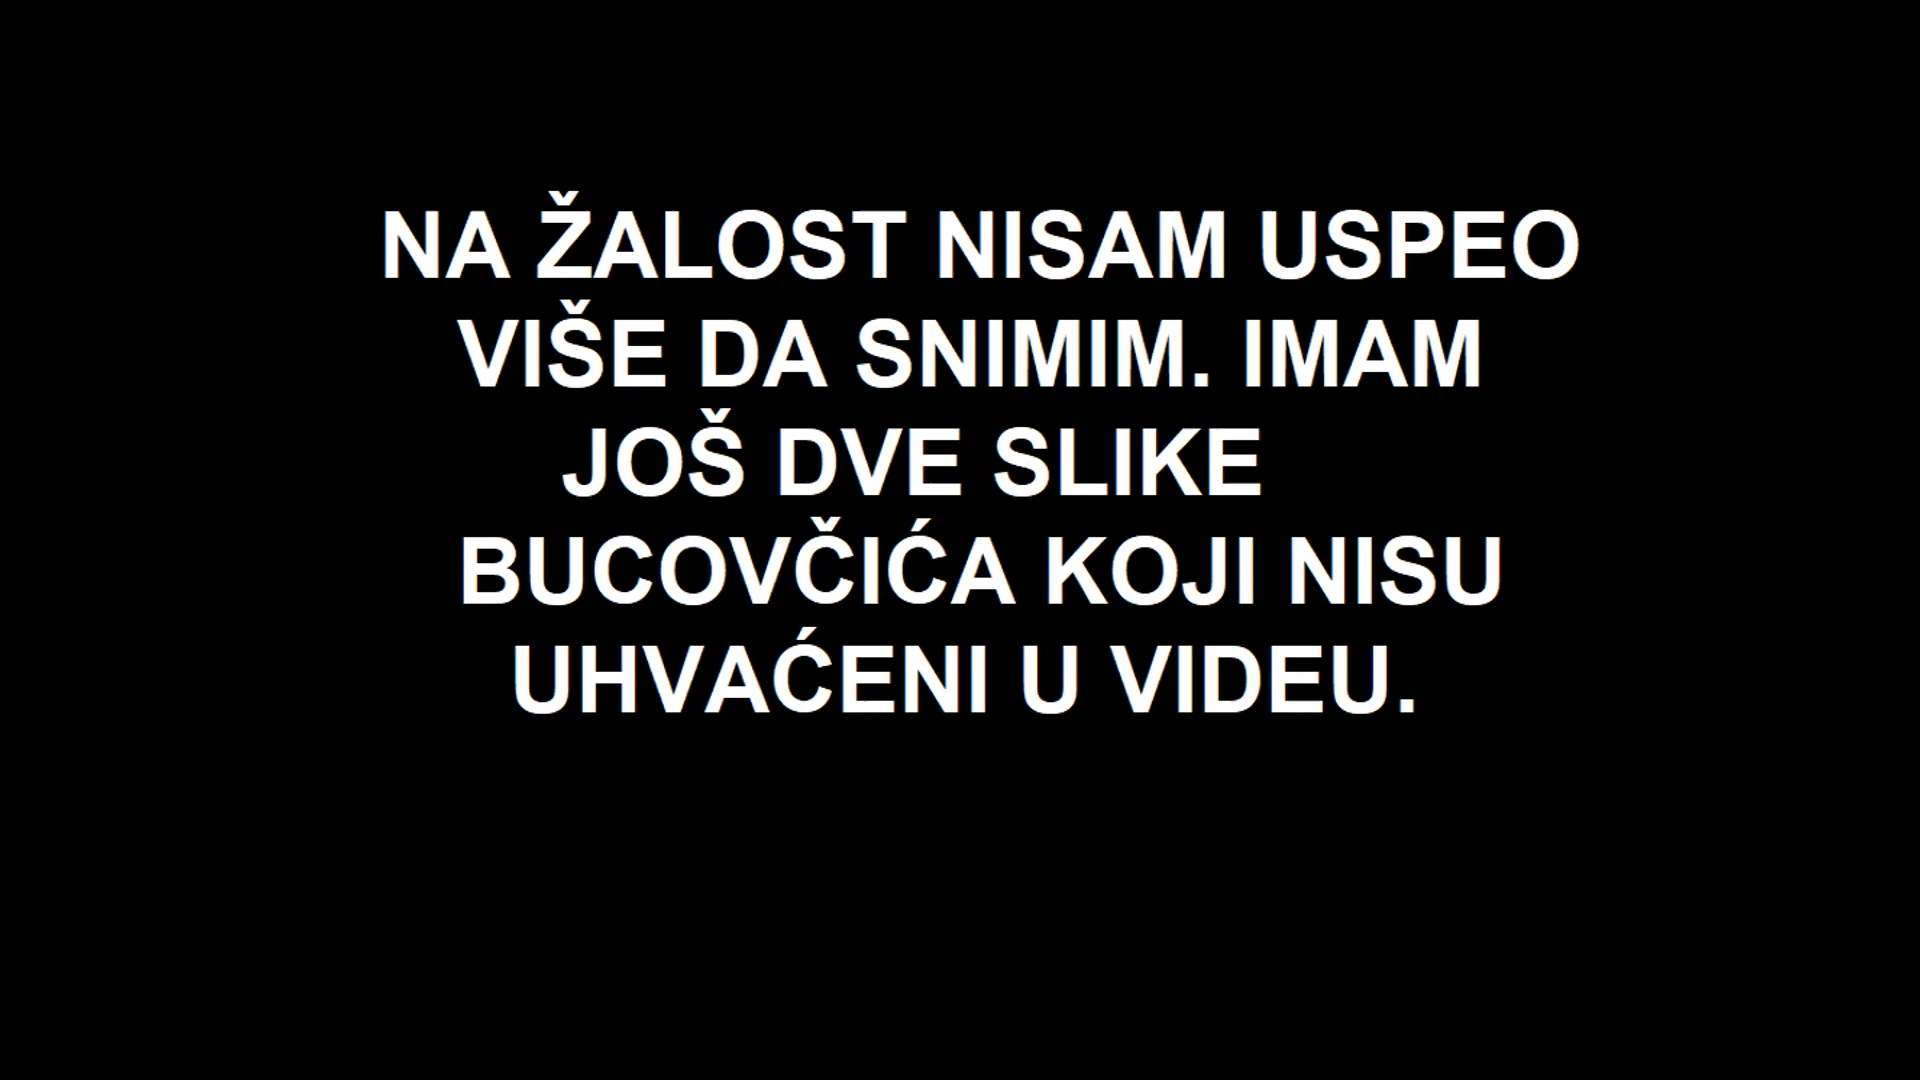 NA ŽALOST NISAM USPEO
VIŠE DA SNIMIM. IMAM
JOŠ DVE SLIKE
BUCOVČIĆA KOJI NISU
UHVAĆENI U VIDEU.